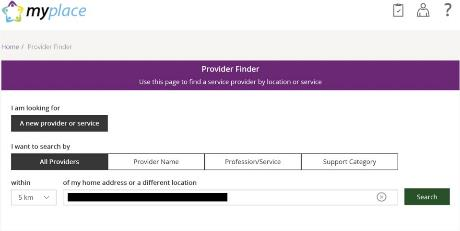 myplace
?
Home / Provider Finder
Provider Finder
Use this page to find a service provider by location or service
I am looking for
A new provider or service
I want to search by
All Providers Provider Name Profession/Service Support Category
within of my home address or a different location
5 km Search